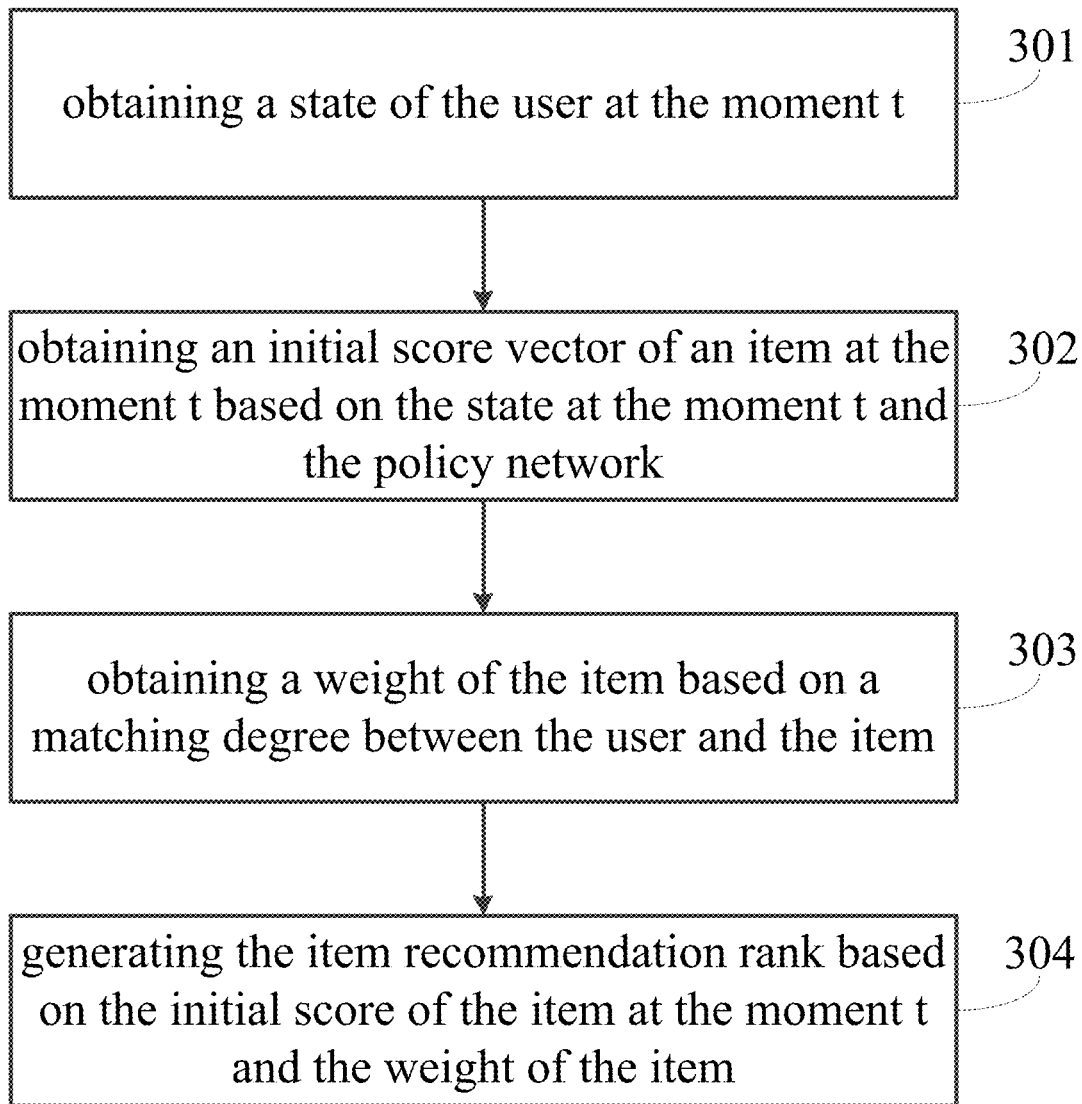 301
obtaining a state of the user at the moment t
obtaining an initial score vector of an item at the
moment t based on the state at the moment t and
the policy network
302
obtaining a weight of the item based on a
matching degree between the user and the item
303
generating the item recommendation rank based
on the initial score of the item at the moment t
and the weight of the item
304